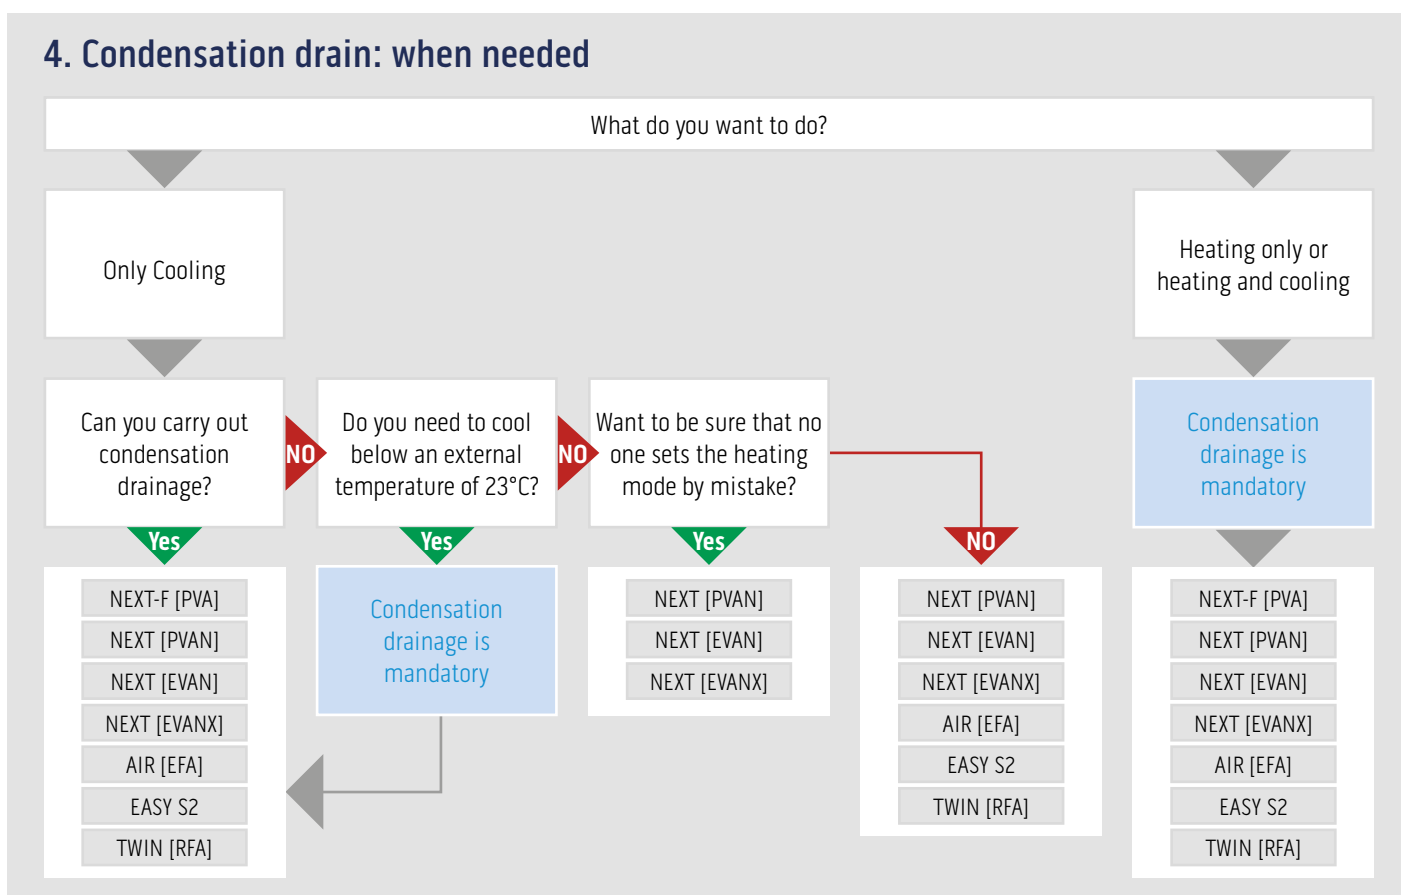 4. Condensation drain: when needed
What do you want to do?
Only Cooling
Heating only or
heating and cooling
Can you carry out
condensation
drainage?
NO
Do you need to cool
below an external
temperature of 23°C?
NO
Want to be sure that no
one sets the heating
mode by mistake?
Condensation
drainage is
mandatory
Yes
Yes
Yes
NO
NEXT-F [PVA]
NEXT [PVAN]
NEXT [EVAN]
NEXT [EVANX]
AIR [EFA]
EASY S2
TWIN [RFA]
Condensation
drainage is
mandatory
NEXT [PVAN]
NEXT [EVAN]
NEXT [EVANX]
NEXT [PVAN]
NEXT [EVAN]
NEXT [EVANX]
AIR [EFA]
EASY S2
TWIN [RFA]
NEXT-F [PVA]
NEXT [PVAN]
NEXT [EVAN]
NEXT [EVANX]
AIR [EFA]
EASY S2
TWIN [RFA]